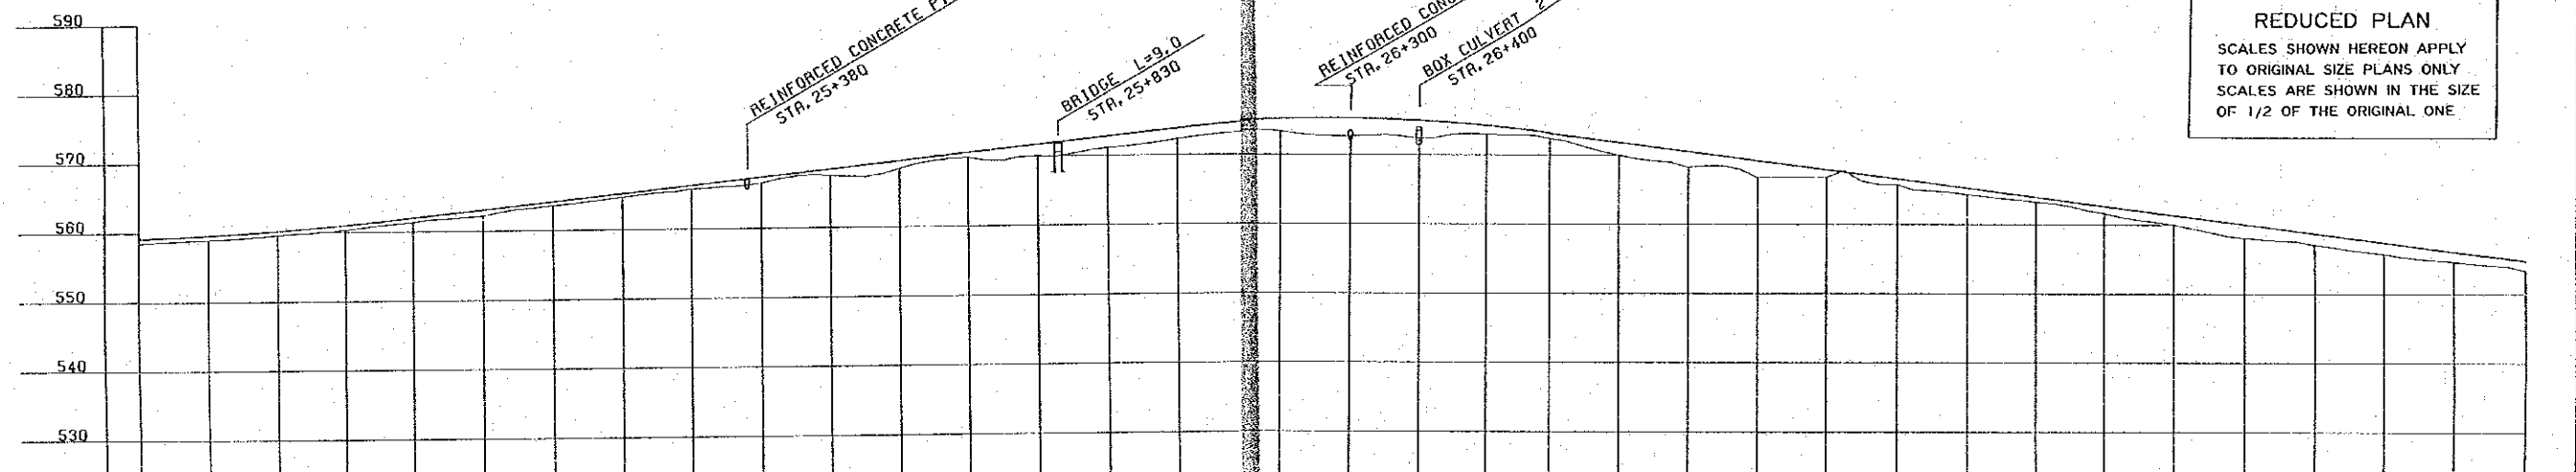 590
580
570
560
550
540
530
REINFORCED CONCRETE
STA. 25+380
BRIDGE L=9.0
STA. 25+830
REINFORCED
STA. 26+300
BOX CULVERT 2
STA. 26+400
REDUCED PLAN
SCALES SHOWN HEREON APPLY
TO ORIGINAL SIZE PLANS ONLY
SCALES ARE SHOWN IN THE SIZE
OF 1/2 OF THE ORIGINAL ONE